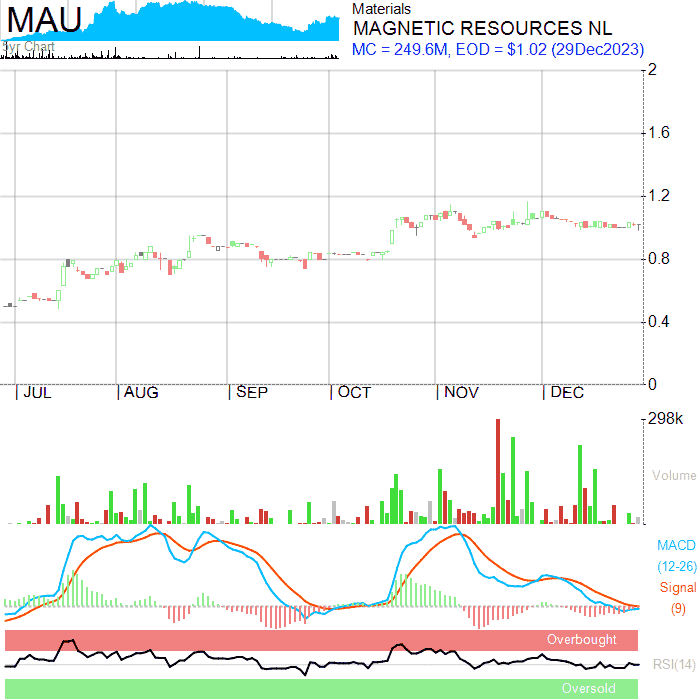 MAU
5yr Chart
Materials
MAGNETIC RESOURCES NL
MC = 249.6M, EOD = $1.02 (29Dec2023)
2
1.6
1.2
0.8
0.4
0
JUL AUG SEP OCT NOV DEC
298k
Volume
MACD
(12-26)
Signal
(9)
Overbought
RSI(14)
Oversold